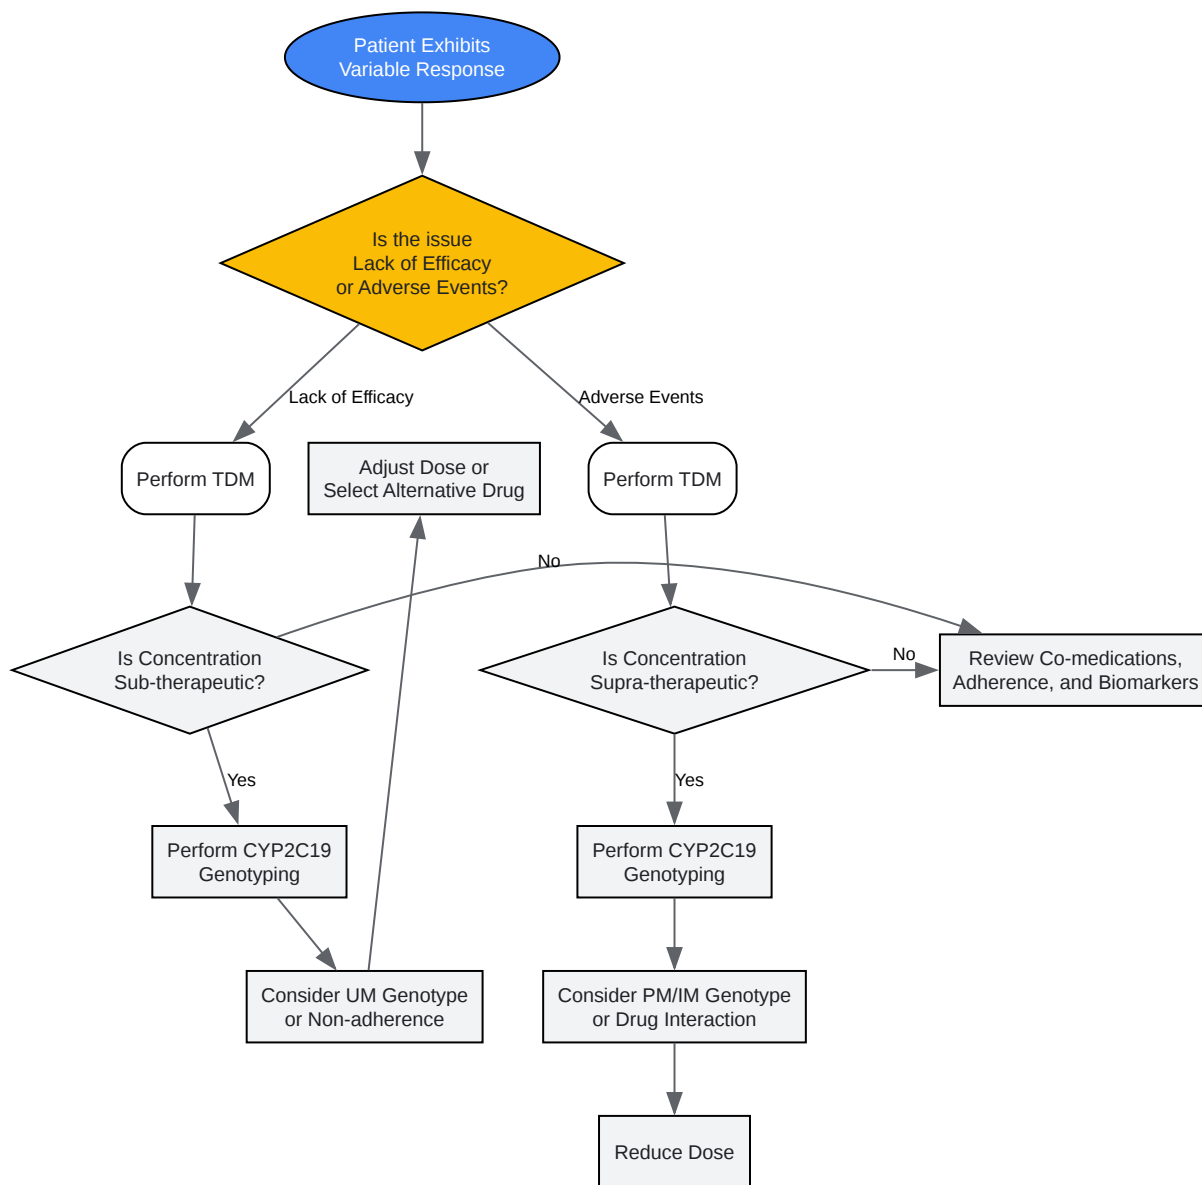 Patient Exhibits
Variable Response
Is the issue
Lack of Efficacy
or Adverse Events?
Lack of Efficacy
Adverse Events
Perform TDM
Adjust Dose or
Select Alternative Drug
Perform TDM
No
Is Concentration
Sub-therapeutic?
Is Concentration
Supra-therapeutic?
No
Review Co-medications,
Adherence, and Biomarkers
Yes
Yes
Perform CYP2C19
Genotyping
Perform CYP2C19
Genotyping
Consider UM Genotype
or Non-adherence
Consider PM/IM Genotype
or Drug Interaction
Reduce Dose